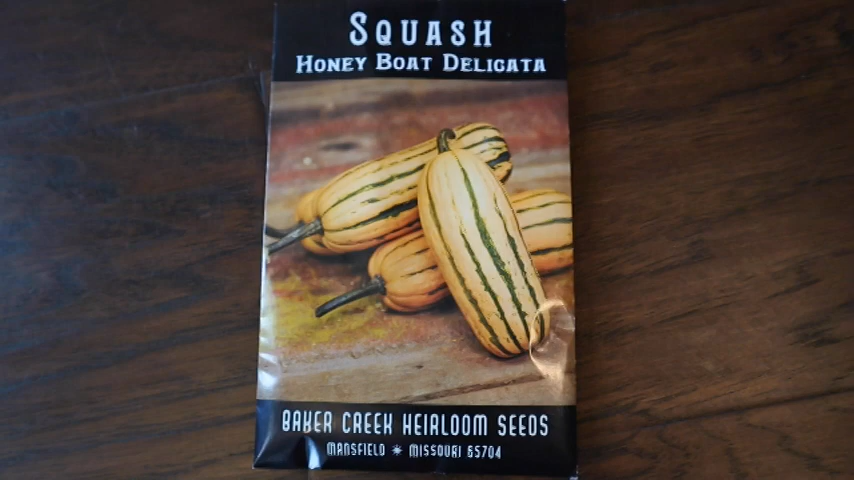 SQUASH
HONEY BOAT DELICATA
BAKER CREEK HEIRLOOM SEEDS
MANSFIELD ✷ MISSOURI 65704